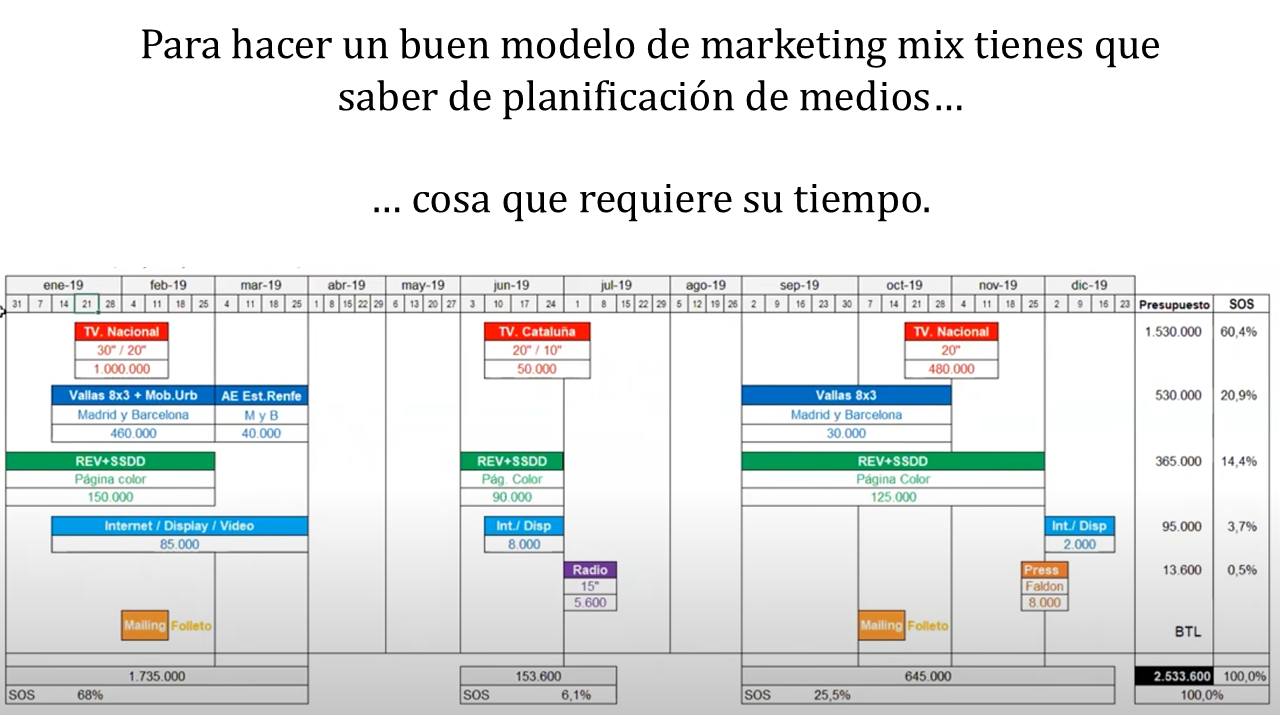 Para hacer un buen modelo de marketing mix tienes que
saber de planificación de medios…
… cosa que requiere su tiempo.
ene-19 feb-19 mar-19 abr-19 may-19 jun-19 jul-19 ago-19 sep-19 oct-19 nov-19 dic-19
31 7 14 21 28 4 11 18 25 4 11 18 25 1 8 15 22 29 6 13 20 27 3 10 17 24 1 8 15 22 29 5 12 19 26 2 9 16 23 30 7 14 21 28 4 11 18 25 2 9 16 23 Presupuesto SOS
TV. Nacional TV. Cataluña TV. Nacional 1.530.000 60,4%
30" / 20" 20" / 10" 20"
1.000.000 50.000 480.000
Vallas 8x3 + Mob.Urb AE Est.Renfe Vallas 8x3 530.000 20,9%
Madrid y Barcelona M y B Madrid y Barcelona
460.000 40.000 30.000
REV+SSDD REV+SSDD REV+SSDD 365.000 14,4%
Página color Pág. Color Página Color
150.000 90.000 125.000
Internet / Display / Video Int./ Disp Int./ Disp 95.000 3,7%
85.000 8.000 2.000
Radio Press 13.600 0,5%
15" Faldon
5.600 8.000
Mailing Folleto Mailing Folleto BTL
1.735.000 153.600 645.000 2.533.600 100,0%
SOS 68% SOS 6,1% SOS 25,5% 100,0%